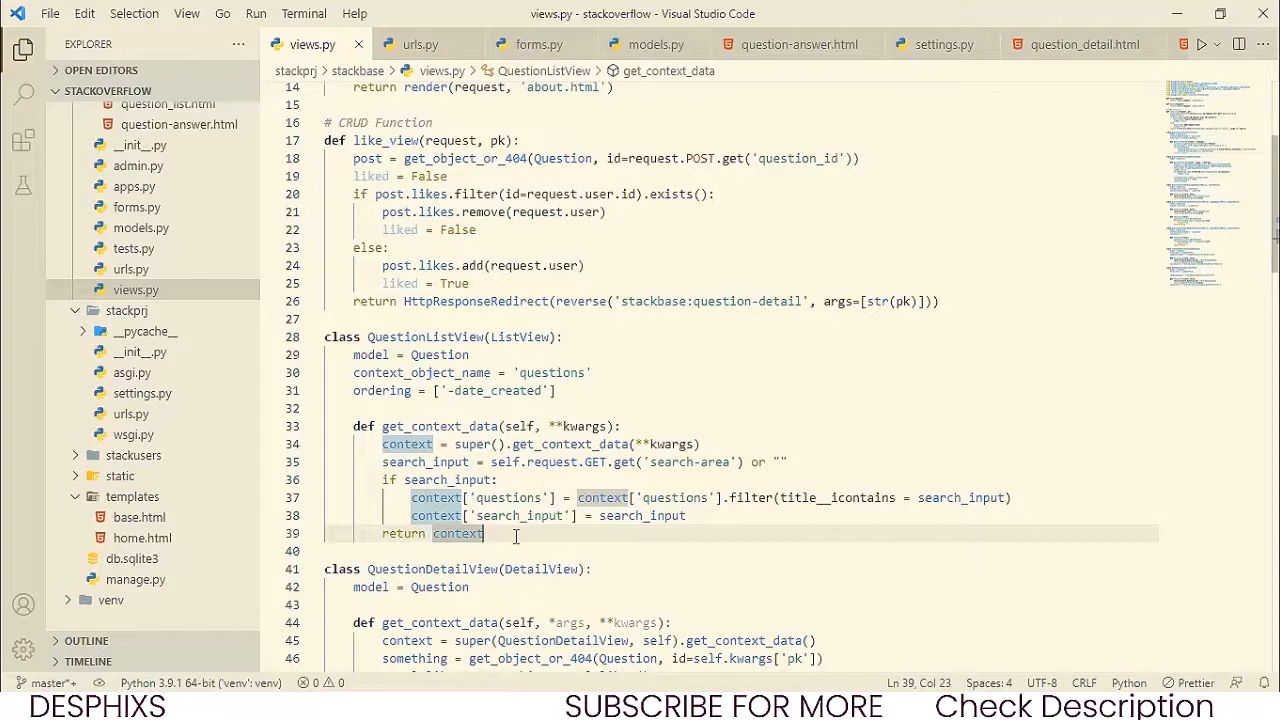 File Edit Selection View Go Run Terminal Help
views.py - stackoverflow - Visual Studio Code
EXPLORER
OPEN EDITORS
STACKOVERFLOW
question_list.html
question-answer.html
__init__.py
admin.py
apps.py
forms.py
models.py
tests.py
urls.py
views.py
stackprj
__pycache__
__init__.py
asgi.py
settings.py
urls.py
wsgi.py
stackusers
static
templates
base.html
home.html
db.sqlite3
manage.py
venv
OUTLINE
TIMELINE
views.py urls.py forms.py models.py question-answer.html settings.py question_detail.html
stackprj > stackbase > views.py > QuestionListView > get_context_data
14 return render(request 'about.html')
15
16 # CRUD Function
17 def like_view(request
18 post = get_object_or_404(Question, id=request.POST.get('question_id'))
19 liked = False
20 if post.likes.filter(id=request.user.id).exists():
21 post.likes.remove(request.user)
22 liked = False
23 else:
24 post.likes.add(request.user)
25 liked = True
26 return HttpResponseRedirect(reverse('stackbase:question-detail', args=[str(pk)]))
27
28 class QuestionListView(ListView):
29 model = Question
30 context_object_name = 'questions'
31 ordering = ['-date_created']
32
33 def get_context_data(self, **kwargs):
34 context = super().get_context_data(**kwargs)
35 search_input = self.request.GET.get('search-area') or ""
36 if search_input:
37 context['questions'] = context['questions'].filter(title__icontains = search_input)
38 context['search_input'] = search_input
39 return context
40
41 class QuestionDetailView(DetailView):
42 model = Question
43
44 def get_context_data(self, *args, **kwargs):
45 context = super(QuestionDetailView, self).get_context_data()
46 something = get_object_or_404(Question, id=self.kwargs['pk'])
master*+ Python 3.9.1 64-bit ('venv': venv) 0 0 Ln 39, Col 23 Spaces: 4 UTF-8 CRLF Python Prettier
DESPHIXS SUBSCRIBE FOR MORE Check Description